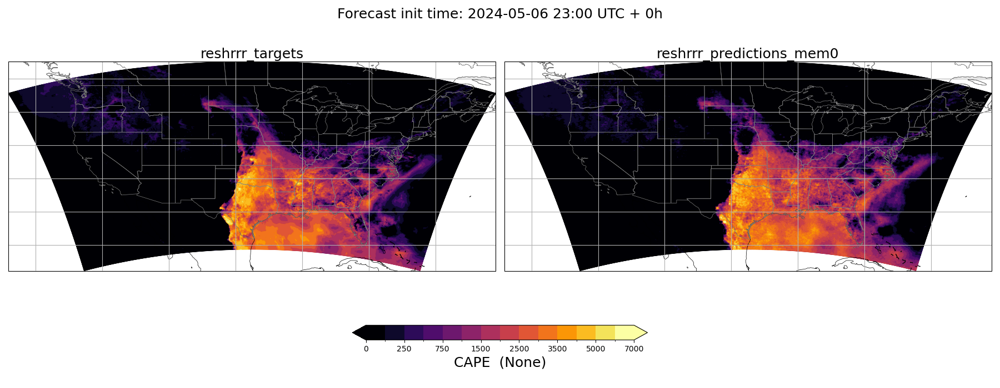 Forecast init time: 2024-05-06 23:00 UTC + 0h
reshrrr_targets
reshrrr_predictions_mem0
0 250 750 1500 2500 3500 5000 7000
CAPE (None)